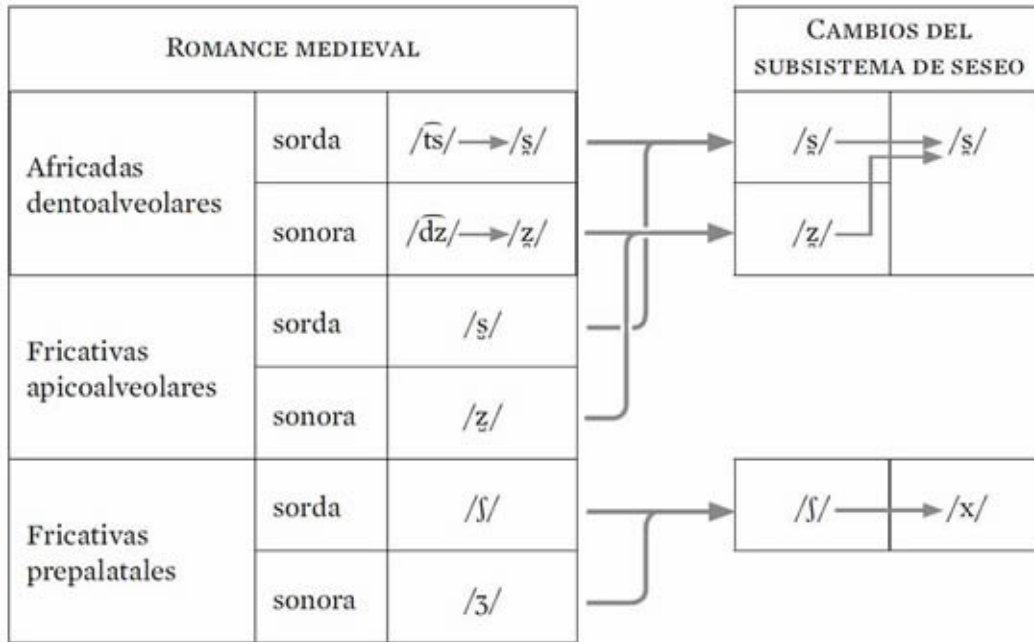 ROMANCE MEDIEVAL
CAMBIOS DEL
SUBSISTEMA DE SESEO
Africadas
dentoalveolares
sorda
/t͡s/ → /s̪/
/s̪/ → /s̪/
sonora
/d͡z/ → /z̪/
/z̪/
Fricativas
apicoalveolares
sorda
/s̺/
sonora
/z̺/
Fricativas
prepalatales
sorda
/ʃ/
/ʃ/ → /x/
sonora
/ʒ/